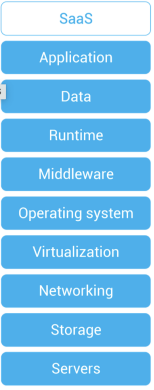 SaaS
Application
Data
Runtime
Middleware
Operating system
Virtualization
Networking
Storage
Servers